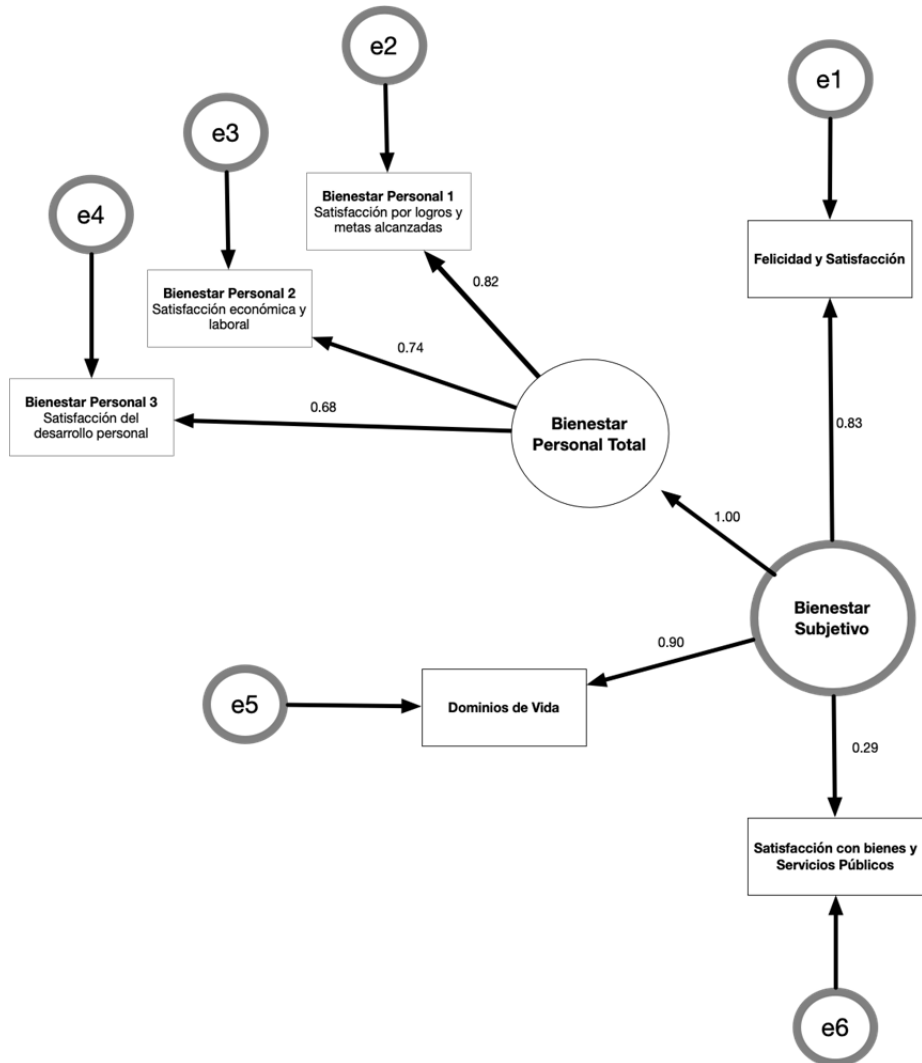 e2
e1
e3
Bienestar Personal 1
Satisfacción por logros y
metas alcanzadas
e4
Felicidad y Satisfacción
Bienestar Personal 2
Satisfacción económica y
laboral
0.82
0.74
Bienestar Personal 3
Satisfacción del
desarrollo personal
0.68
Bienestar
Personal Total
0.83
1.00
Bienestar
Subjetivo
0.90
e5
Dominios de Vida
0.29
Satisfacción con bienes y
Servicios Públicos
e6